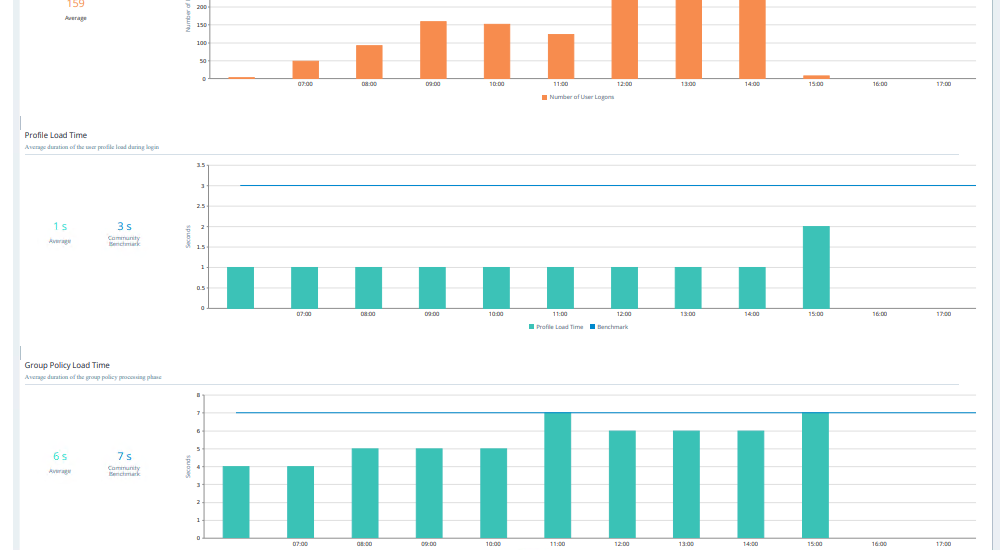 159
Average
200
150
100
50
0
07:00 08:00 09:00 10:00 11:00 12:00 13:00 14:00 15:00 16:00 17:00
Number of User Logons
Profile Load Time
Average duration of the user profile load during login
1 s
Average
3 s
Community
Benchmark
Seconds
3.5
3
2.5
2
1.5
1
0.5
0
07:00 08:00 09:00 10:00 11:00 12:00 13:00 14:00 15:00 16:00 17:00
Profile Load Time Benchmark
Group Policy Load Time
Average duration of the group policy processing phase
6 s
Average
7 s
Community
Benchmark
Seconds
8
7
6
5
4
3
2
1
0
07:00 08:00 09:00 10:00 11:00 12:00 13:00 14:00 15:00 16:00 17:00